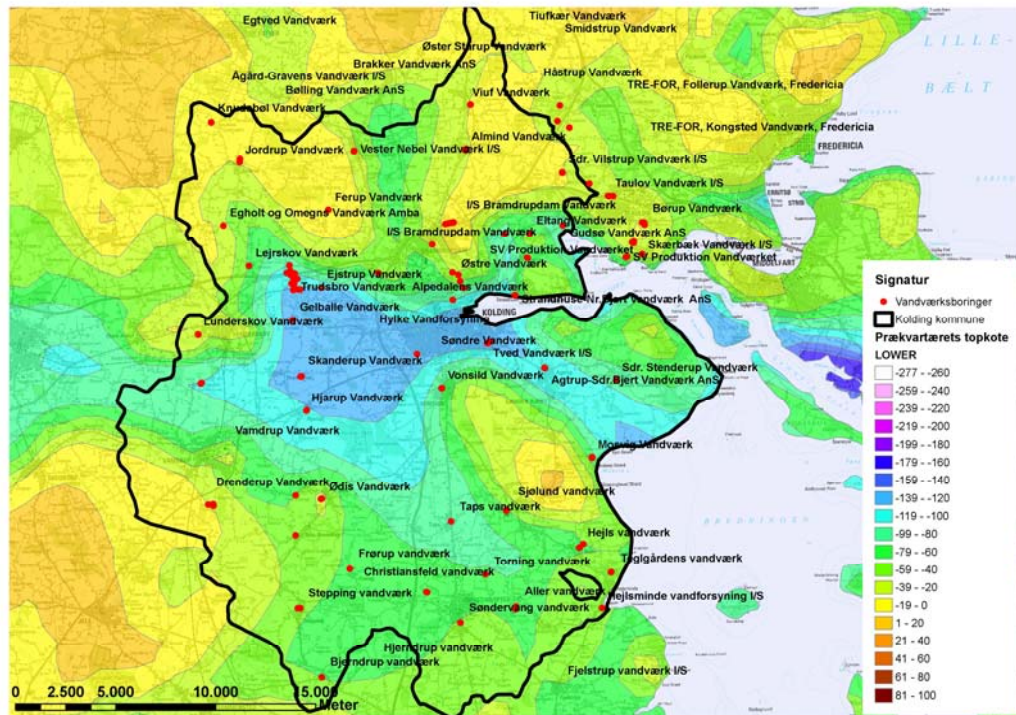 Egtved Vandværk
Tiufkær Vandværk
Smidstrup Vandværk
Øster Starup Vandværk
Brakker Vandværk AnS
Ågård-Gravens Vandværk I/S
Håstrup Vandværk
Bølling Vandværk AnS
TRE-FOR, Follerup Vandværk, Fredericia
Viuf Vandværk
Knudsbøl Vandværk
LILLE-
BÆLT
TRE-FOR, Kongsted Vandværk, Fredericia
Almind Vandværk
FREDERICIA
Jordrup Vandværk
Vester Nebel Vandværk I/S
Sdr. Vilstrup Vandværk I/S
Taulov Vandværk I/S
ERRITSØ
STRIB
Ferup Vandværk
I/S Bramdrupdam Vandværk
Børup Vandværk
Egholt og Omegns Vandværk Amba
Eltang Vandværk
I/S Bramdrupdam Vandværk
Gudsø Vandværk AnS
Skærbæk Vandværk I/S
Lejrskov Vandværk
SV Produktion Vandværket
SV Produktion Vandværket
MIDDELFART
Østre Vandværk
Ejstrup Vandværk
Trudsbro Vandværk
Alpedalens Vandværk
Strandhuse-Nr.Bjert Vandværk AnS
Gelballe Vandværk
KOLDING
Lunderskov Vandværk
Hylke Vandforsyning
Søndre Vandværk
Tved Vandværk I/S
Skanderup Vandværk
Sdr. Stenderup Vandværk
Vonsild Vandværk
Agtrup-Sdr.Bjert Vandværk AnS
Hjarup Vandværk
Vamdrup Vandværk
Mosvig Vandværk
Drenderup Vandværk
Ødis Vandværk
Sjølund vandværk
Taps vandværk
BREDNINGEN
Hejls vandværk
Frørup vandværk
Torning vandværk
Teglgårdens vandværk
Christiansfeld vandværk
Stepping vandværk
Aller vandværk
Hejlsminde vandforsyning I/S
Søndervang vandværk
Hjerndrup vandværk
Bjerndrup vandværk
Fjelstrup vandværk I/S
0 2.500 5.000 10.000 15.000
Meter
Signatur
Vandværksboringer
Kolding kommune
Prækvartærets topkote
LOWER
-277 - -260
-259 - -240
-239 - -220
-219 - -200
-199 - -180
-179 - -160
-159 - -140
-139 - -120
-119 - -100
-99 - -80
-79 - -60
-59 - -40
-39 - -20
-19 - 0
1 - 20
21 - 40
41 - 60
61 - 80
81 - 100